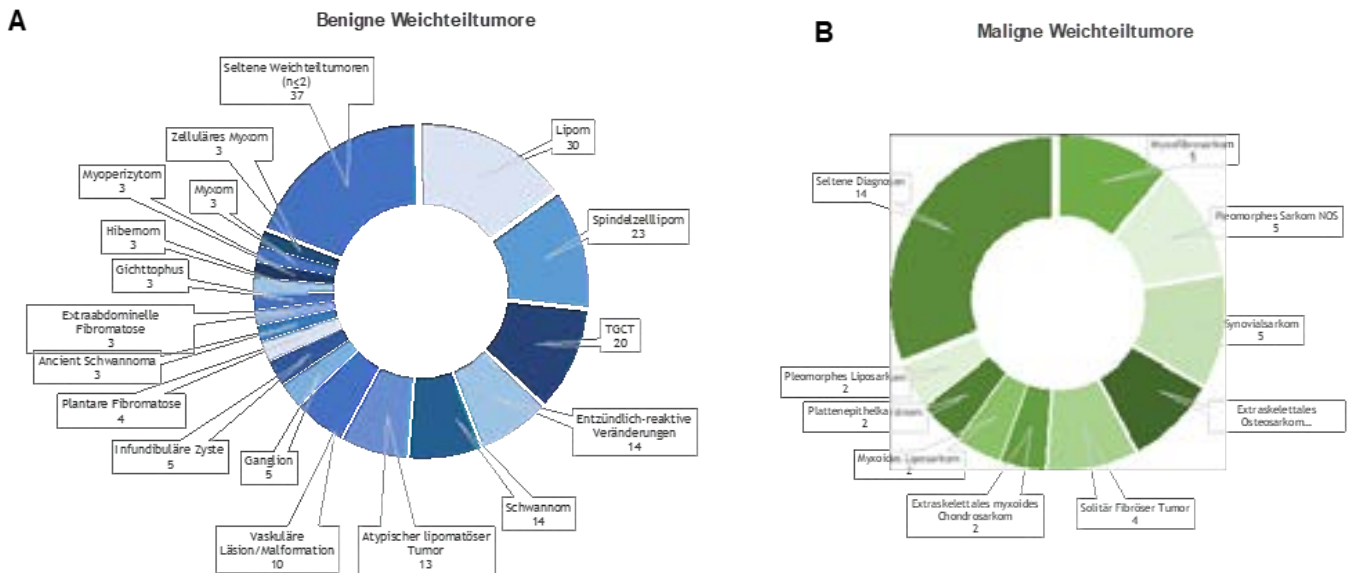 A
Benigne Weichteiltumore
Seltene Weichteiltumoren
(n≤2)
37
Lipom
30
Spindelzelllipom
23
TGCT
20
Entzündlich-reaktive
Veränderungen
14
Schwannom
14
Atypischer lipomatöser
Tumor
13
Vaskuläre
Läsion/Malformation
10
Ganglion
5
Infundibuläre Zyste
5
Plantare Fibromatose
4
Ancient Schwannoma
3
Extraabdominelle
Fibromatose
3
Gichttophus
3
Hibernom
3
Myxom
3
Myoperizytom
3
Zelluläres Myxom
3
B
Maligne Weichteiltumore
Myxofibrosarkom
5
Pleomorphes Sarkom NOS
5
Synovialsarkom
5
Extraskelettales
Osteosarkom...
Solitär Fibröser Tumor
4
Extraskelettales myxoides
Chondrosarkom
2
Myxoides Liposarkom
2
Plattenepithelkarzinom
2
Pleomorphes Liposarkom
2
Seltene Diagnosen
14